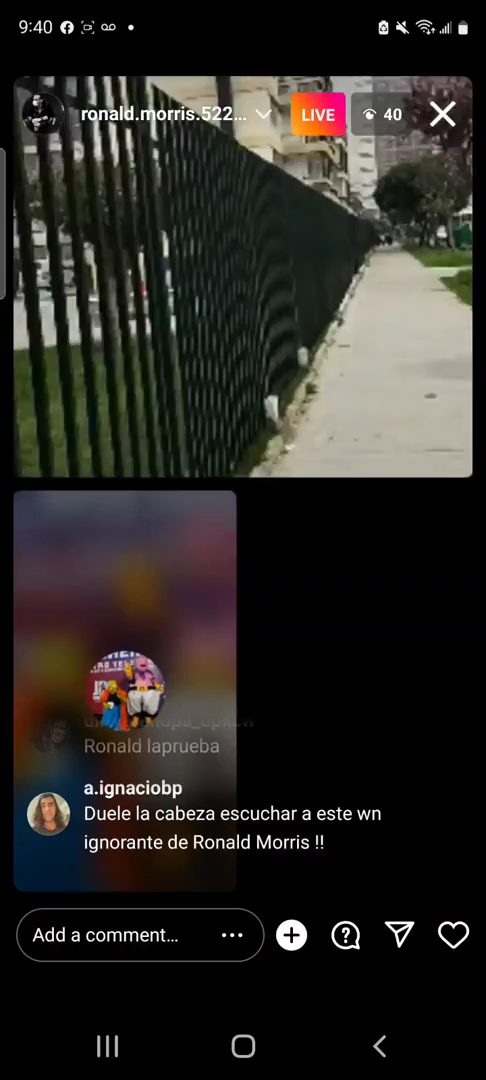 9:40
ronald.morris.522...
LIVE
40
Ronald laprueba
a.ignaciobp
Duele la cabeza escuchar a este wn
ignorante de Ronald Morris !!
Add a comment...